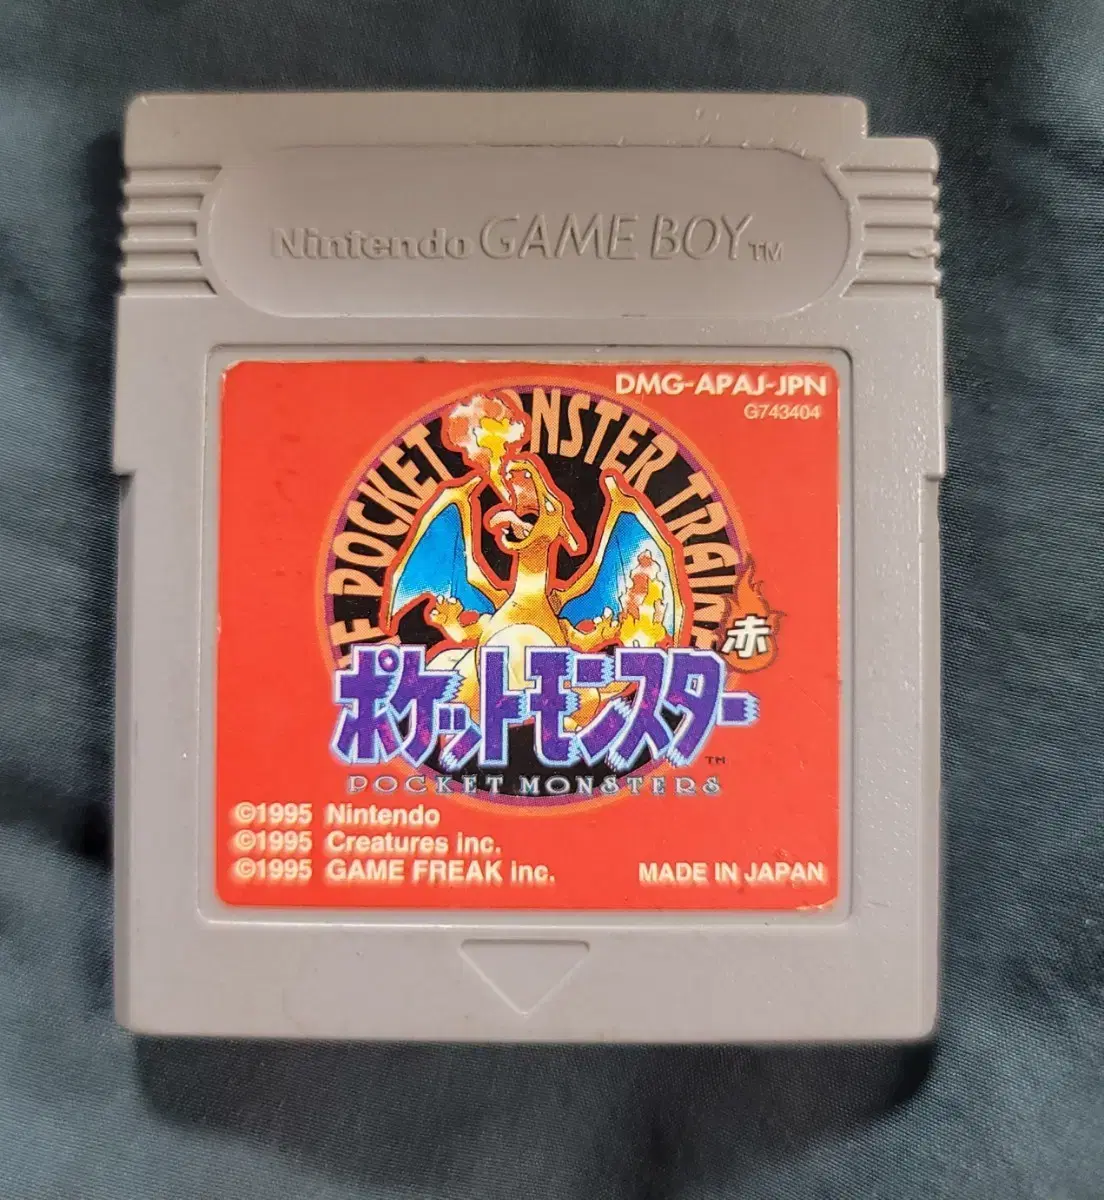 Nintendo GAME BOY TM
DMG-APAJ-JPN
G743404
POCKET MONSTER
赤
ポケットモンスター
TM
POCKET MONSTERS
©1995 Nintendo
©1995 Creatures inc.
©1995 GAME FREAK inc.
MADE IN JAPAN